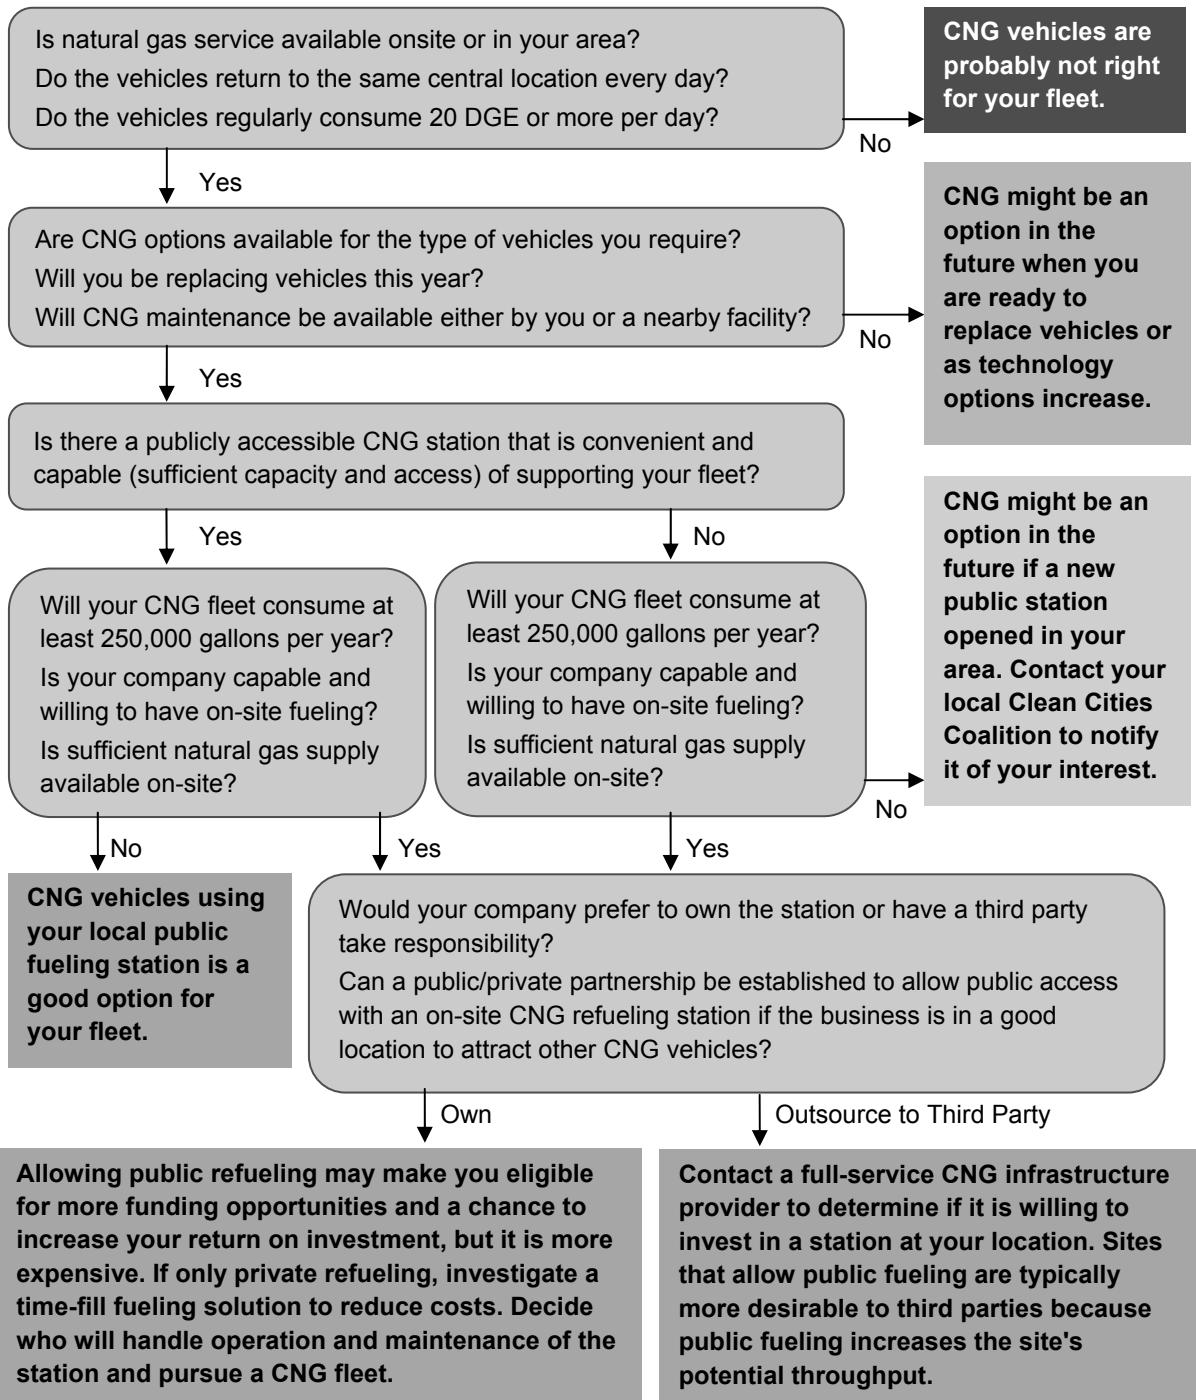 Is natural gas service available onsite or in your area?
Do the vehicles return to the same central location every day?
Do the vehicles regularly consume 20 DGE or more per day?
No
CNG vehicles are
probably not right
for your fleet.
Yes
Are CNG options available for the type of vehicles you require?
Will you be replacing vehicles this year?
Will CNG maintenance be available either by you or a nearby facility?
No
CNG might be an
option in the
future when you
are ready to
replace vehicles or
as technology
options increase.
Yes
Is there a publicly accessible CNG station that is convenient and
capable (sufficient capacity and access) of supporting your fleet?
Yes
No
Will your CNG fleet consume at
least 250,000 gallons per year?
Is your company capable and
willing to have on-site fueling?
Is sufficient natural gas supply
available on-site?
Will your CNG fleet consume at
least 250,000 gallons per year?
Is your company capable and
willing to have on-site fueling?
Is sufficient natural gas supply
available on-site?
No
CNG might be an
option in the
future if a new
public station
opened in your
area. Contact your
local Clean Cities
Coalition to notify
it of your interest.
No
Yes
Yes
CNG vehicles using
your local public
fueling station is a
good option for
your fleet.
Would your company prefer to own the station or have a third party
take responsibility?
Can a public/private partnership be established to allow public access
with an on-site CNG refueling station if the business is in a good
location to attract other CNG vehicles?
Own
Outsource to Third Party
Allowing public refueling may make you eligible
for more funding opportunities and a chance to
increase your return on investment, but it is more
expensive. If only private refueling, investigate a
time-fill fueling solution to reduce costs. Decide
who will handle operation and maintenance of the
station and pursue a CNG fleet.
Contact a full-service CNG infrastructure
provider to determine if it is willing to
invest in a station at your location. Sites
that allow public fueling are typically
more desirable to third parties because
public fueling increases the site's
potential throughput.